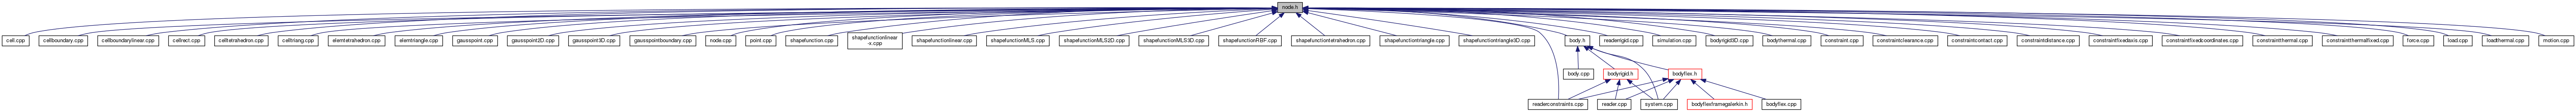 node.h
cell.cpp
cellboundary.cpp
cellboundarylinear.cpp
cellrect.cpp
celltetrahedron.cpp
celltriang.cpp
elemtetrahedron.cpp
elemtriangle.cpp
gausspoint.cpp
gausspoint2D.cpp
gausspoint3D.cpp
gausspointboundary.cpp
node.cpp
point.cpp
shapefunction.cpp
shapefunctionlinear
-x.cpp
shapefunctionlinear.cpp
shapefunctionMLS.cpp
shapefunctionMLS2D.cpp
shapefunctionMLS3D.cpp
shapefunctionRBF.cpp
shapefunctiontetrahedron.cpp
shapefunctiontriangle.cpp
shapefunctiontriangle3D.cpp
body.h
readerrigid.cpp
simulation.cpp
bodyrigid3D.cpp
bodythermal.cpp
constraint.cpp
constraintclearance.cpp
constraintcontact.cpp
constraintdistance.cpp
constraintfixedaxis.cpp
constraintfixedcoordinates.cpp
constraintthermal.cpp
constraintthermalfixed.cpp
force.cpp
load.cpp
loadthermal.cpp
motion.cpp
body.cpp
bodyrigid.h
bodyflex.h
readerconstraints.cpp
reader.cpp
system.cpp
bodyflexframegalerkin.h
bodyflex.cpp